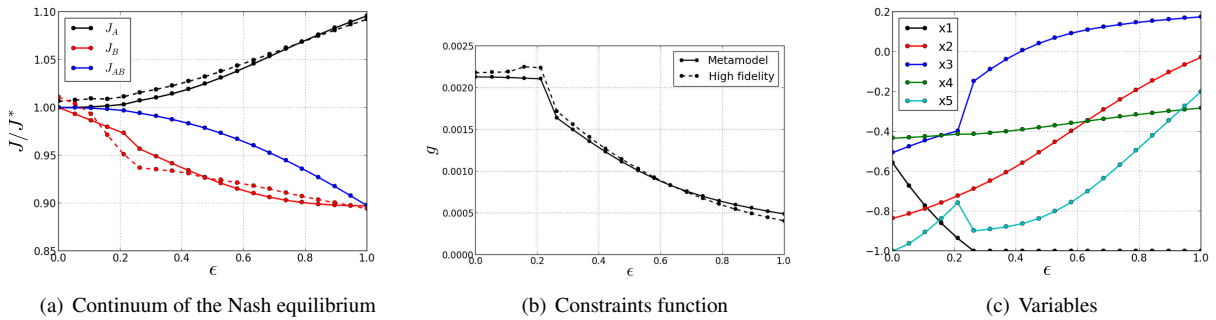 1.10
1.05
1.00
0.95
0.90
0.85
J/J*
J_A
J_B
J_AB
0.0 0.2 0.4 0.6 0.8 1.0
ϵ
(a) Continuum of the Nash equilibrium
0.0025
0.0020
0.0015
0.0010
0.0005
0.0000
g
Metamodel
High fidelity
0.0 0.2 0.4 0.6 0.8 1.0
ϵ
(b) Constraints function
0.2
0.0
−0.2
−0.4
−0.6
−0.8
−1.0
x1
x2
x3
x4
x5
0.0 0.2 0.4 0.6 0.8 1.0
ϵ
(c) Variables